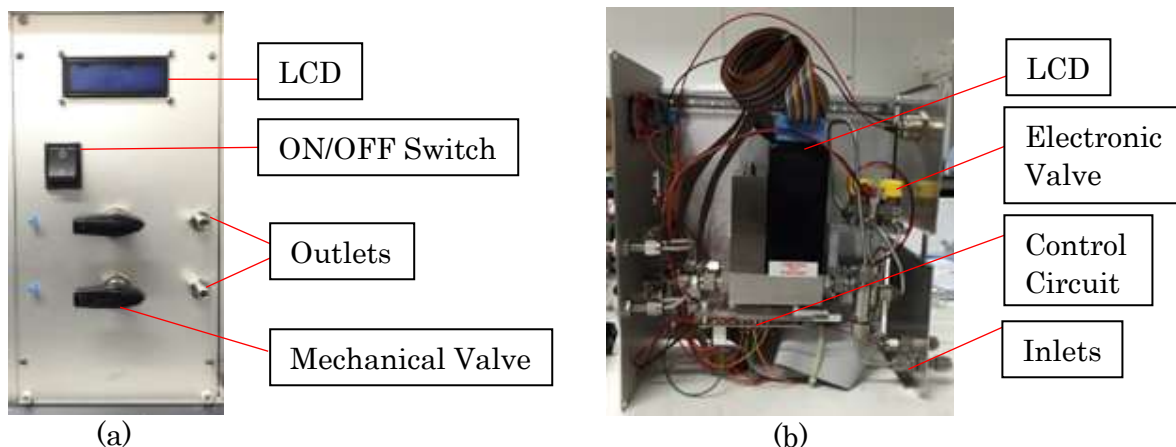 LCD
ON/OFF Switch
Outlets
Mechanical Valve
(a)
LCD
Electronic
Valve
Control
Circuit
Inlets
(b)